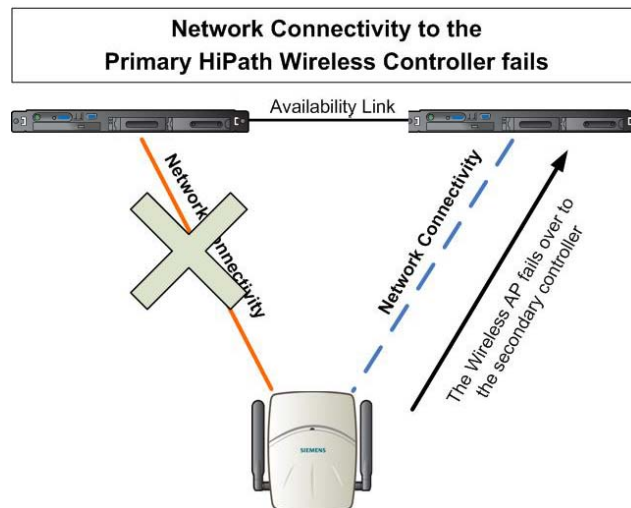 Network Connectivity to the
Primary HiPath Wireless Controller fails
Availability Link
Network Connectivity
Network Connectivity
The Wireless AP fails over to
the secondary controller
SIEMENS